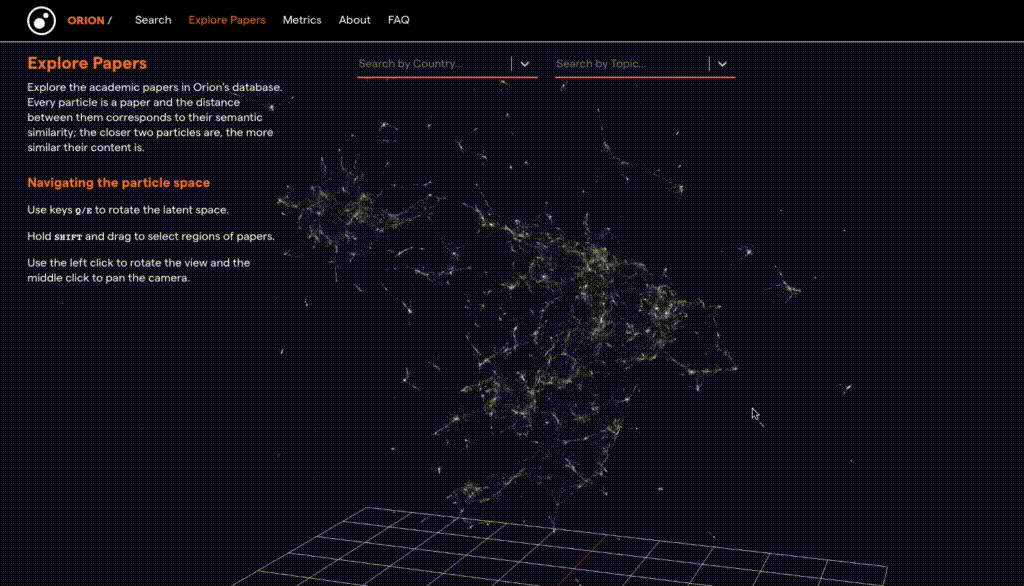 ORION / Search Explore Papers Metrics About FAQ
Explore Papers
Search by Country...
Search by Topic...
Explore the academic papers in Orion's database.
Every particle is a paper and the distance
between them corresponds to their semantic
similarity; the closer two particles are, the more
similar their content is.
Navigating the particle space
Use keys Q/E to rotate the latent space.
Hold SHIFT and drag to select regions of papers.
Use the left click to rotate the view and the
middle click to pan the camera.